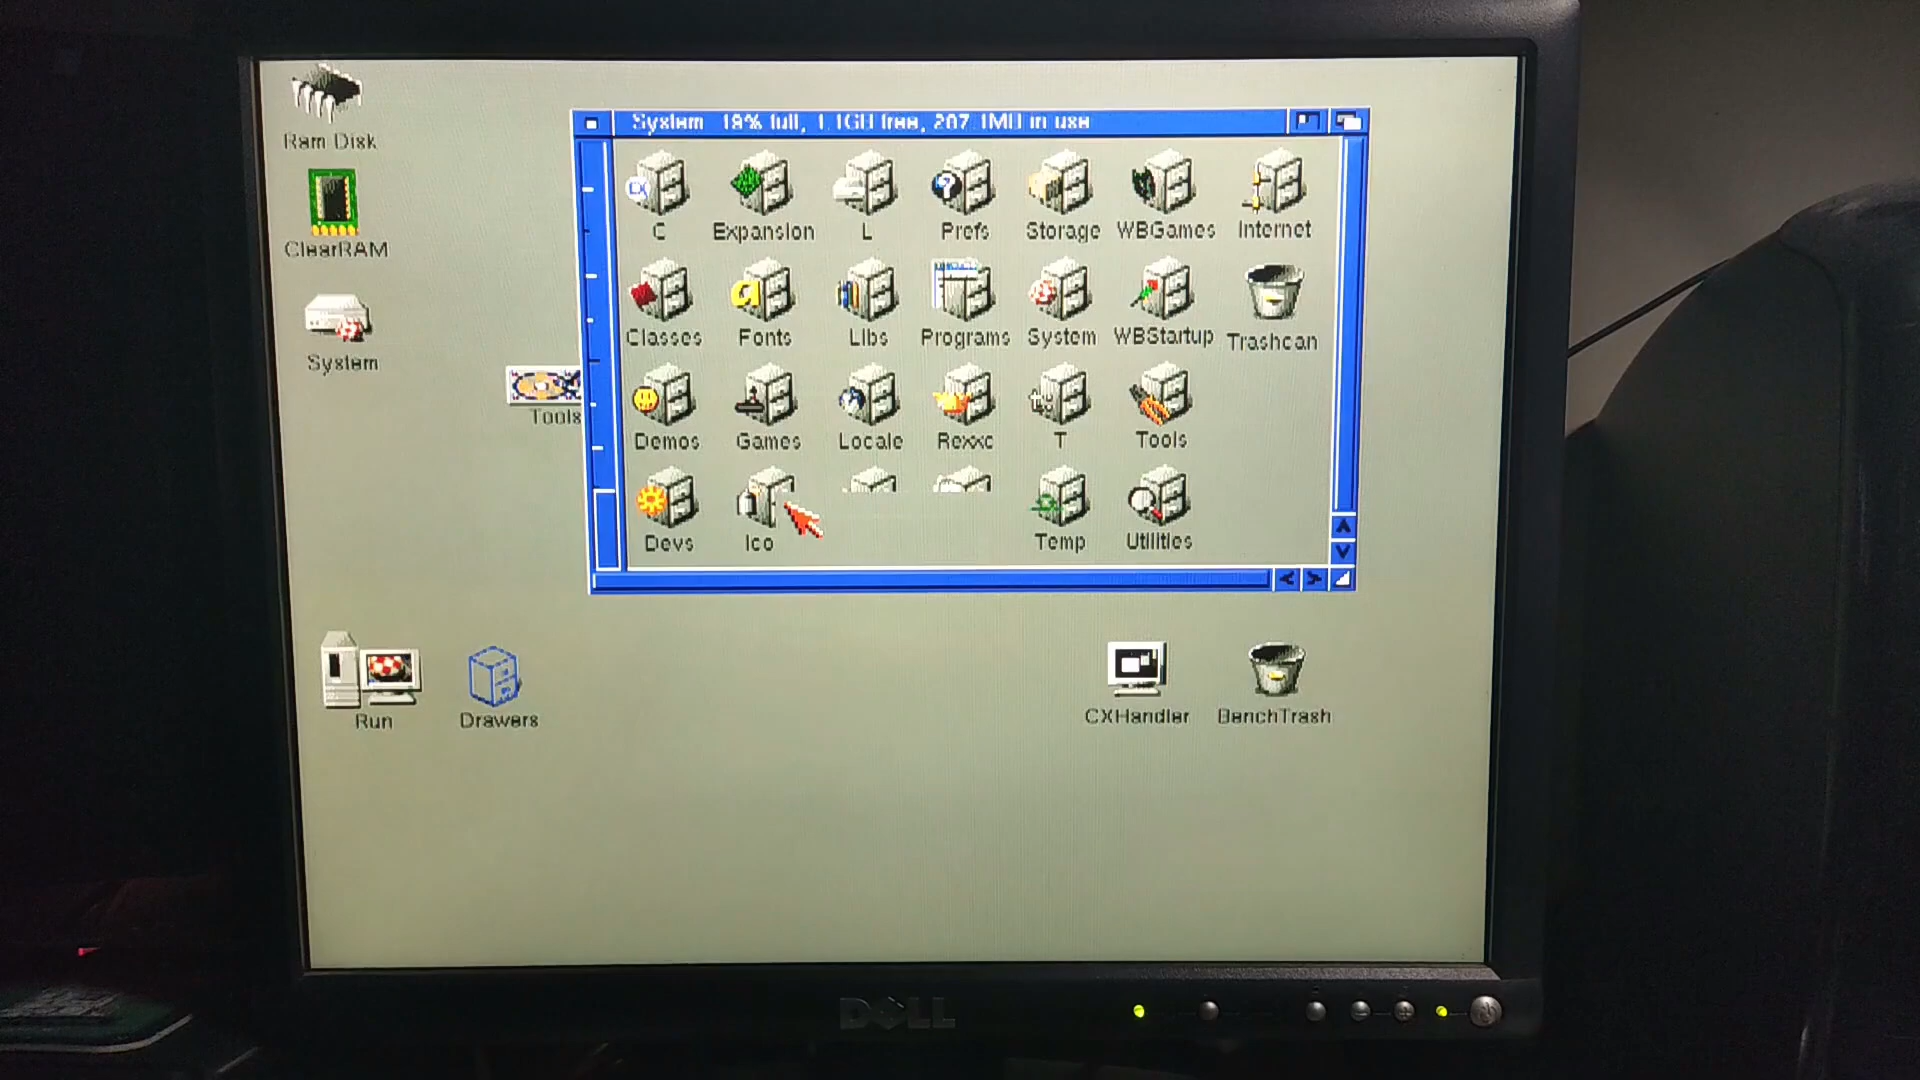 Ram Disk
ClearRAM
System
Tools
System 18% full, 1.1GB free, 207.1MB in use
C Expansion L Prefs Storage WBGames Internet
Classes Fonts Libs Programs System WBStartup Trashcan
Demos Games Locale Rexxc T Tools
Devs Ico Temp Utilities
Run Drawers CXHandler BenchTrash
DELL